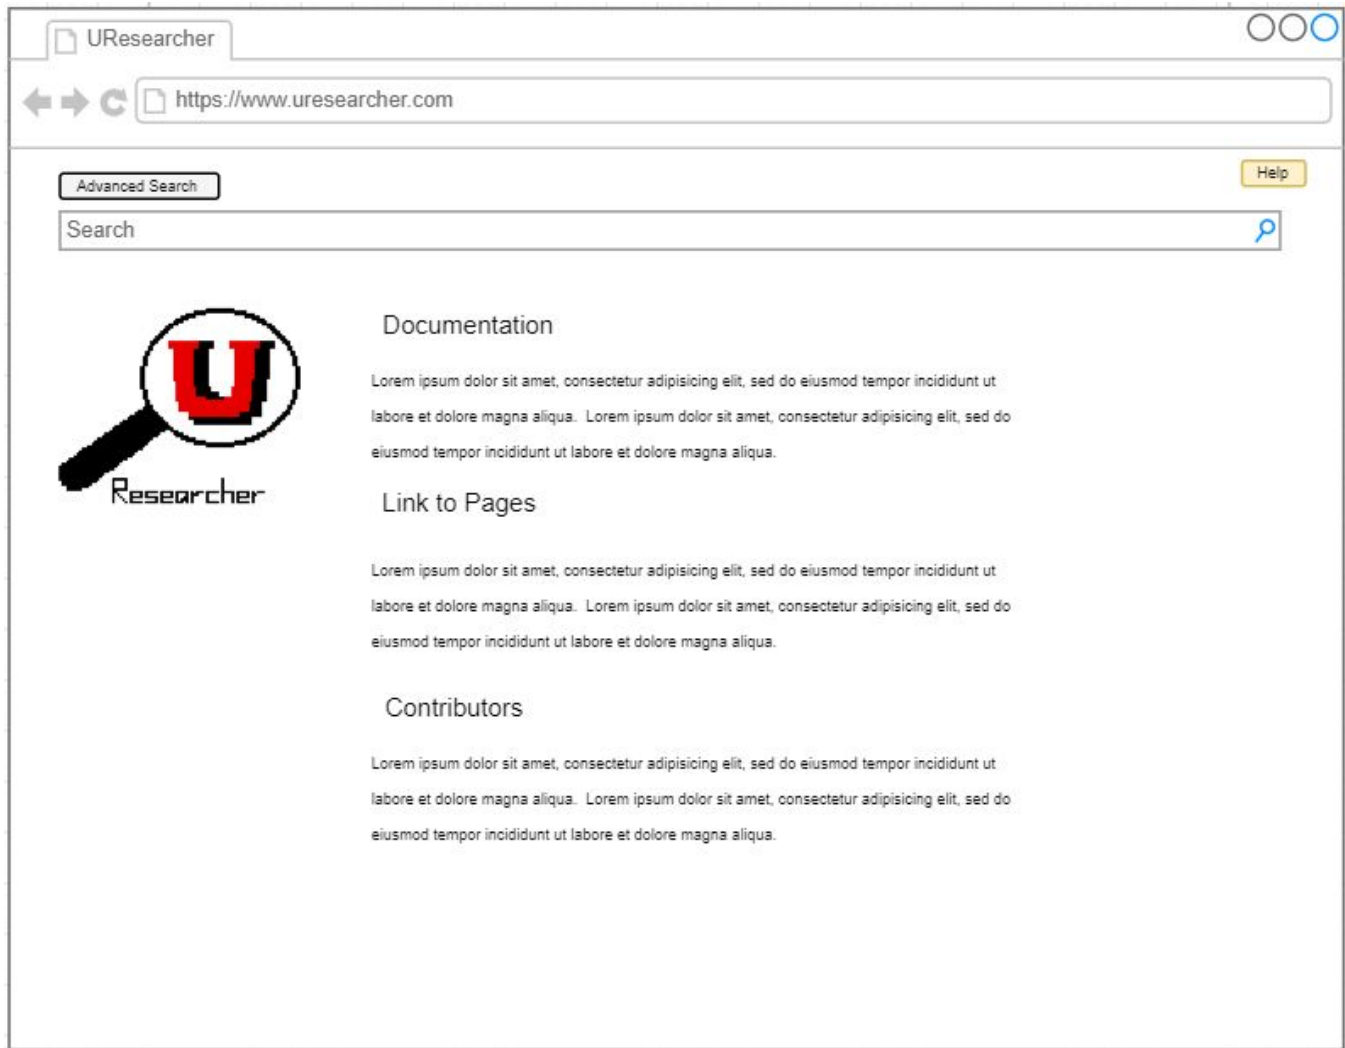 UResearcher
https://www.uresearcher.com
Help
Advanced Search
Search
U
Researcher
Documentation
Lorem ipsum dolor sit amet, consectetur adipisicing elit, sed do eiusmod tempor incididunt ut
labore et dolore magna aliqua.  Lorem ipsum dolor sit amet, consectetur adipisicing elit, sed do
eiusmod tempor incididunt ut labore et dolore magna aliqua.
Link to Pages
Lorem ipsum dolor sit amet, consectetur adipisicing elit, sed do eiusmod tempor incididunt ut
labore et dolore magna aliqua.  Lorem ipsum dolor sit amet, consectetur adipisicing elit, sed do
eiusmod tempor incididunt ut labore et dolore magna aliqua.
Contributors
Lorem ipsum dolor sit amet, consectetur adipisicing elit, sed do eiusmod tempor incididunt ut
labore et dolore magna aliqua.  Lorem ipsum dolor sit amet, consectetur adipisicing elit, sed do
eiusmod tempor incididunt ut labore et dolore magna aliqua.